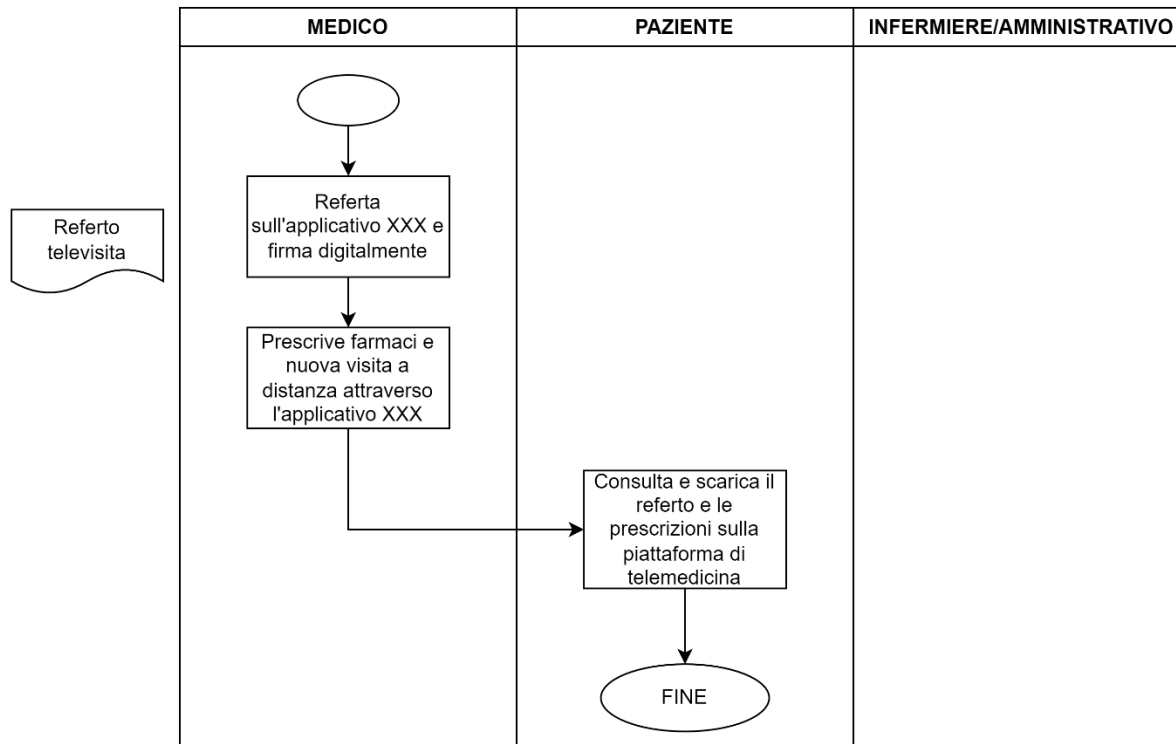 MEDICO
PAZIENTE
INFERMIERE/AMMINISTRATIVO
Referto
televisita
Referta
sull'applicativo XXX e
firma digitalmente
Prescrive farmaci e
nuova visita a
distanza attraverso
l'applicativo XXX
Consulta e scarica il
referto e le
prescrizioni sulla
piattaforma di
telemedicina
FINE